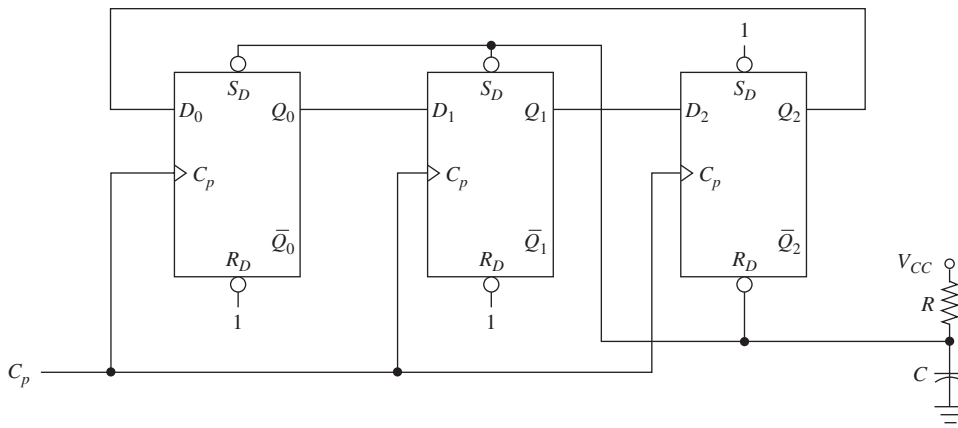 1
S_D
S_D
S_D
D_0
Q_0
D_1
Q_1
D_2
Q_2
C_p
C_p
C_p
Q̅_0
Q̅_1
Q̅_2
R_D
R_D
R_D
V_CC
R
1
1
C_p
C